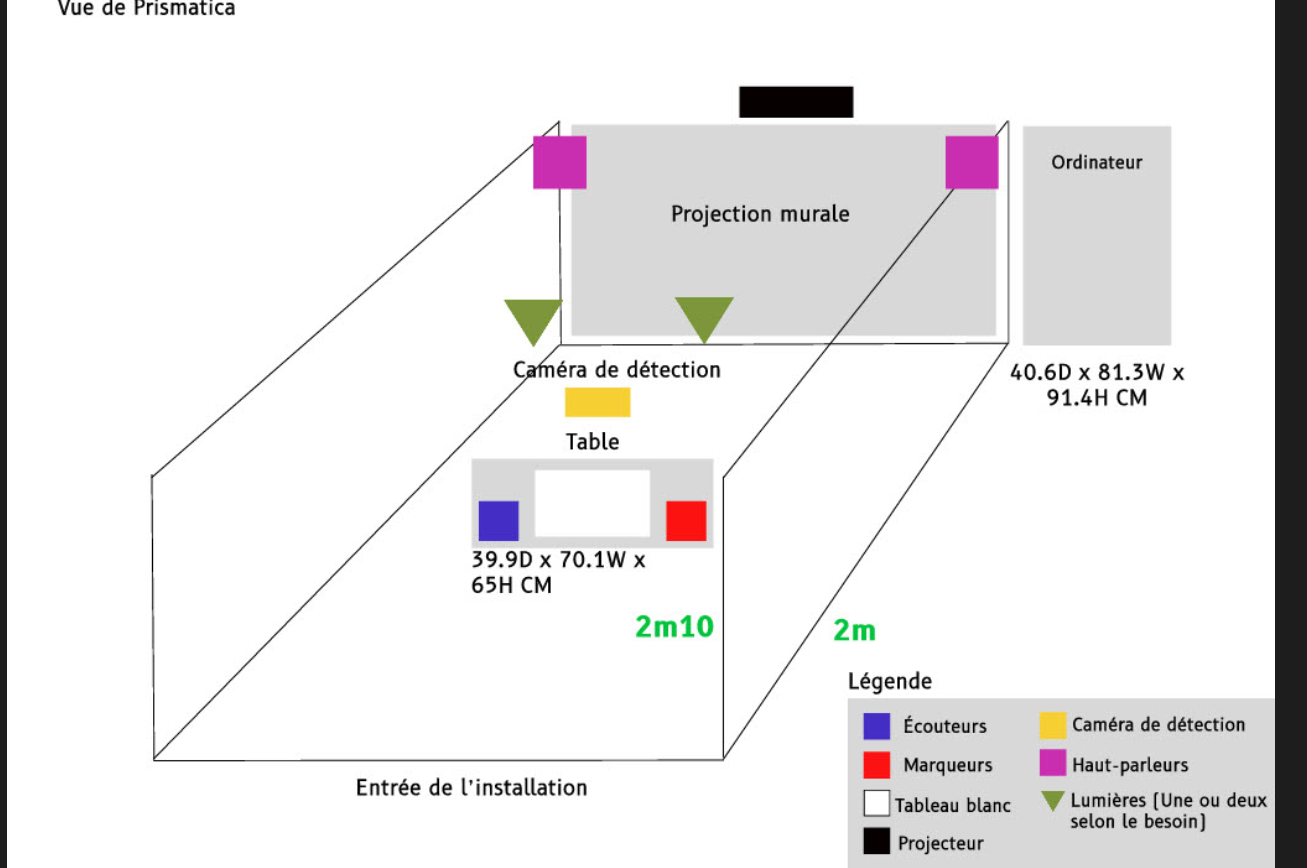 Vue de Prismatica
Projection murale
Ordinateur
40.6D x 81.3W x
91.4H CM
Caméra de détection
Table
39.9D x 70.1W x
65H CM
2m10
2m
Entrée de l'installation
Légende
Écouteurs
Marqueurs
Tableau blanc
Projecteur
Caméra de détection
Haut-parleurs
Lumières (Une ou deux
selon le besoin)